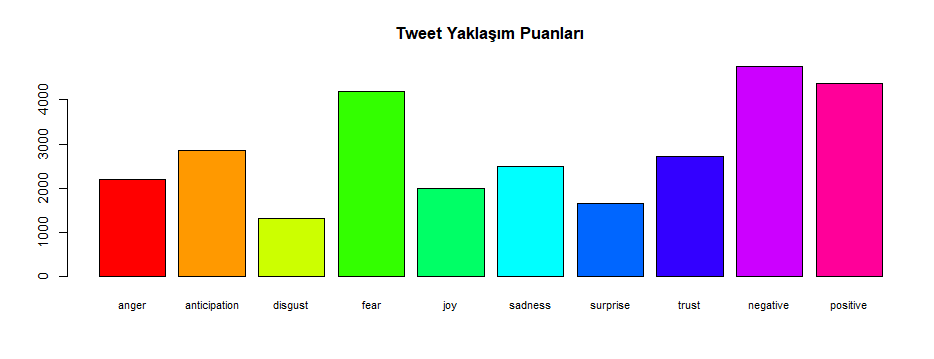 Tweet Yaklaşım Puanları
4000
3000
2000
1000
0
anger anticipation disgust fear joy sadness surprise trust negative positive